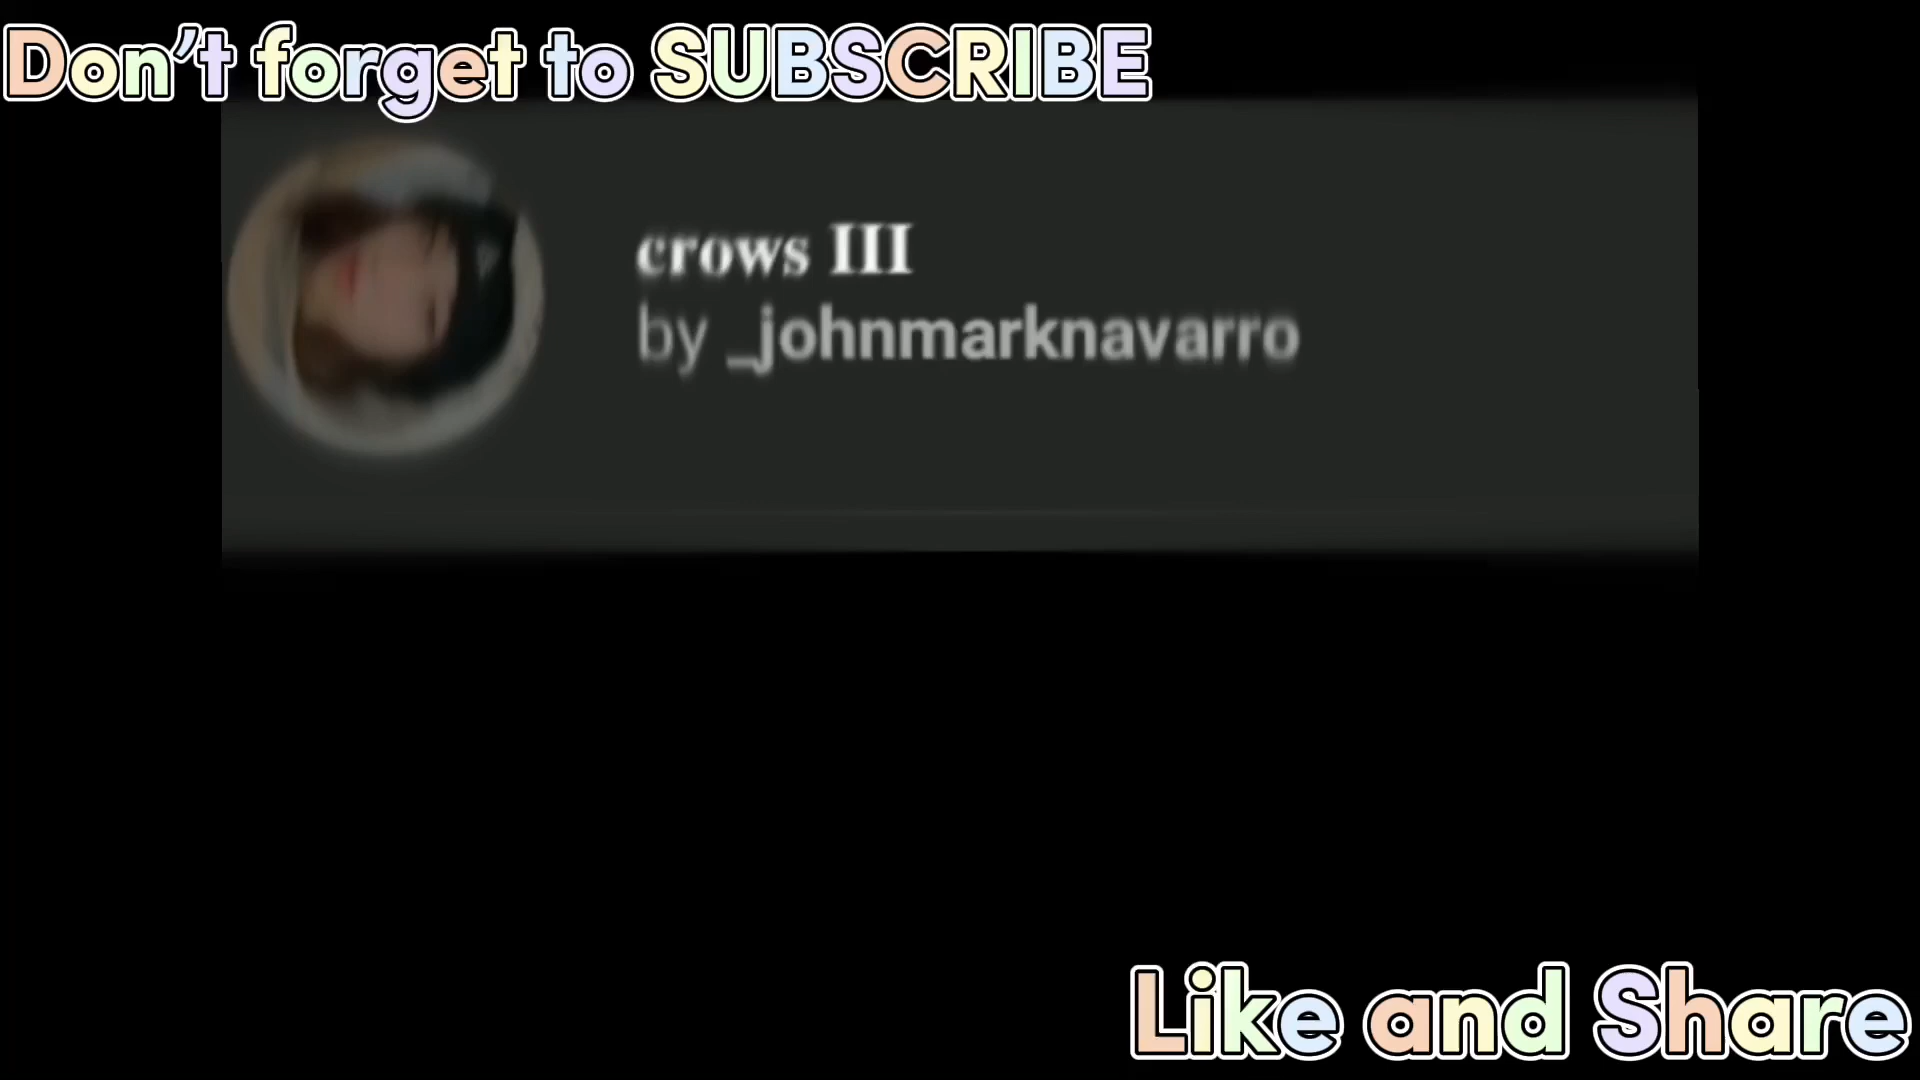 Don't forget to SUBSCRIBE
crows III
by _johnmarknavarro
Like and Share